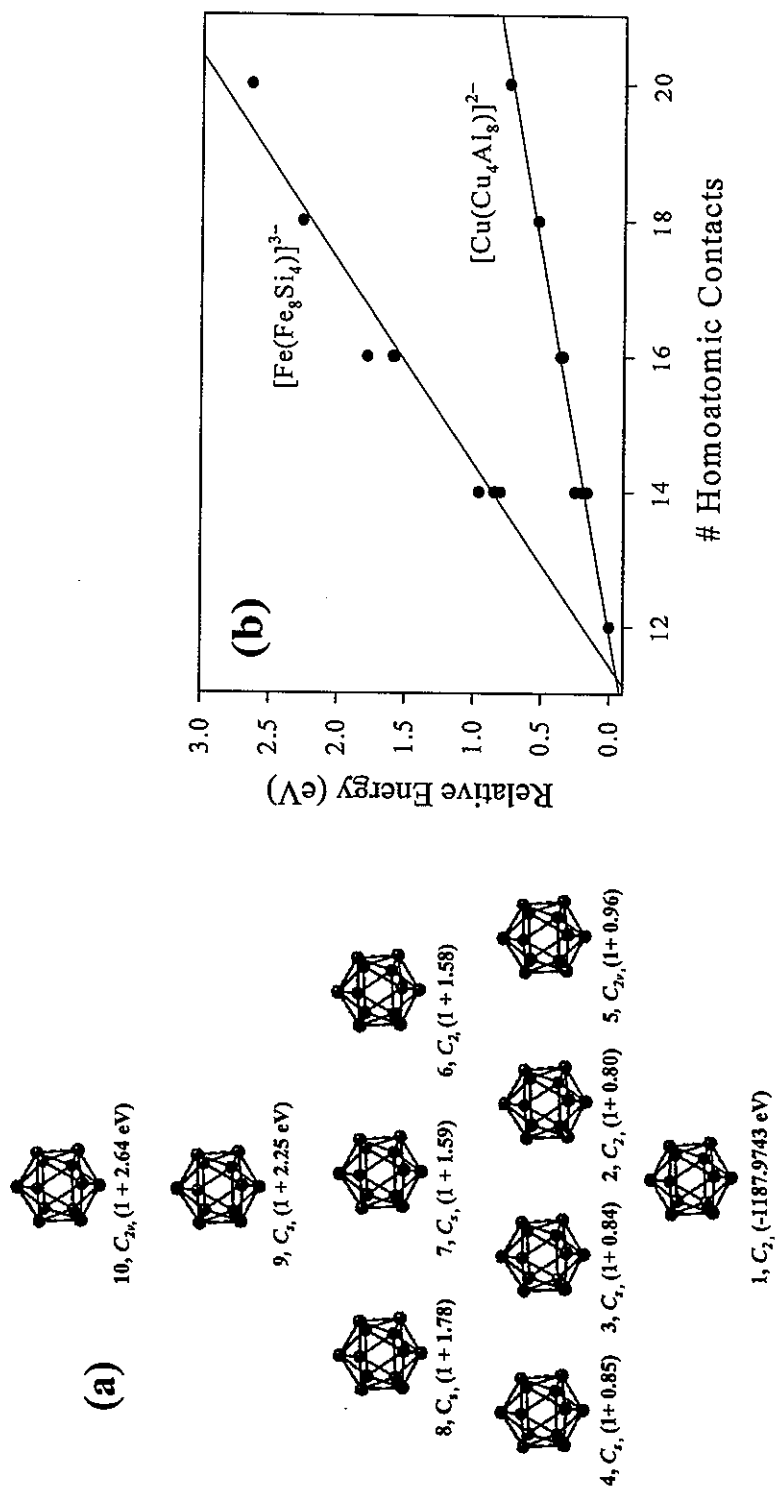 (a)
10, C2v, (1 + 2.64 eV)
9, Cs, (1 + 2.25 eV)
8, Cs, (1 + 1.78)
7, Cs, (1 + 1.59)
6, C2, (1 + 1.58)
4, Cs, (1+ 0.85)
3, Cs, (1+ 0.84)
2, C2, (1+ 0.80)
5, C2v, (1+ 0.96)
1, C2, (-1187.9743 eV)
(b)
[Fe(Fe8Si4)]3−
[Cu(Cu4Al8)]2−
Relative Energy (eV)
3.0
2.5
2.0
1.5
1.0
0.5
0.0
12
14
16
18
20
# Homoatomic Contacts